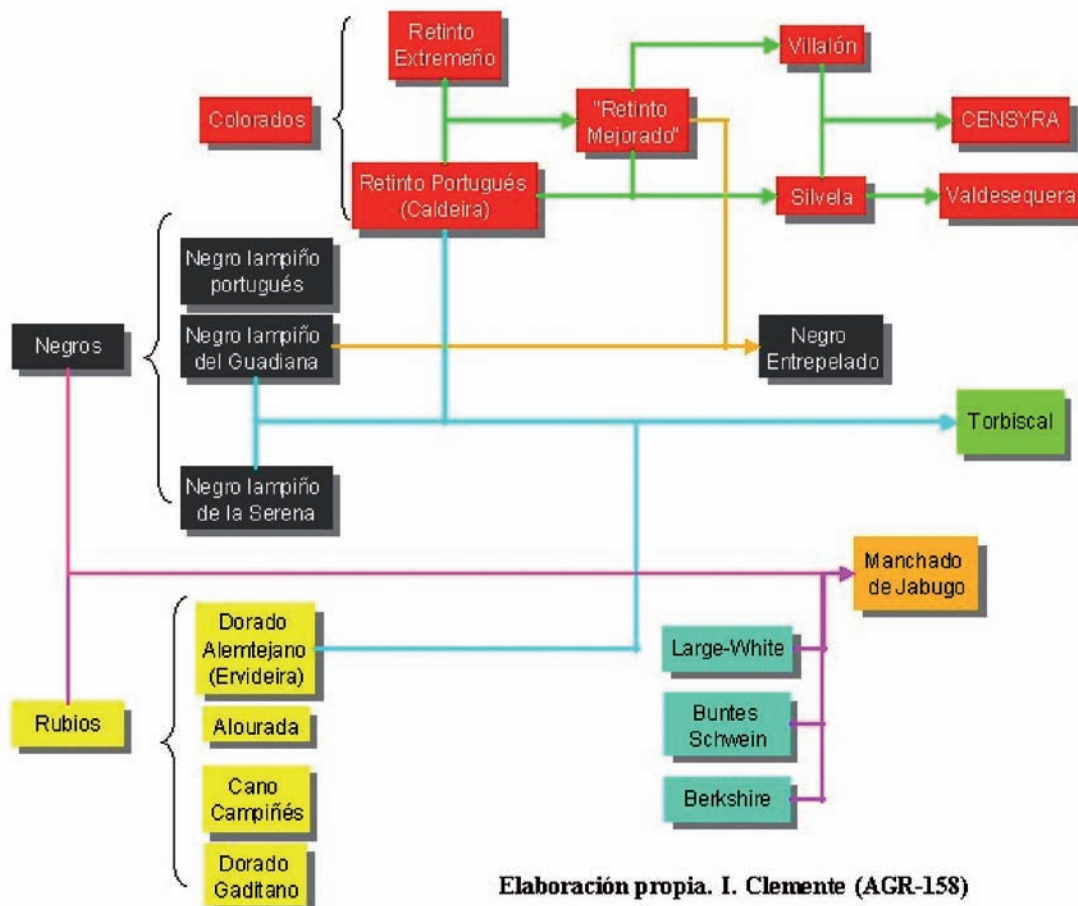 Retinto
Extremeño
Villalón
Colorados
"Retinto
Mejorado"
CENSYRA
Retinto Portugués
(Caldeira)
Silvela
Valdesequera
Negro lampiño
portugués
Negros
Negro lampiño
del Guadiana
Negro
Entrepelado
Torbiscal
Negro lampiño
de la Serena
Manchado
de Jabugo
Dorado
Alemtejano
(Ervideira)
Large-White
Rubios
Alourada
Buntes
Schwein
Cano
Campiñés
Berkshire
Dorado
Gaditano
Elaboración propia. I. Clemente (AGR-158)